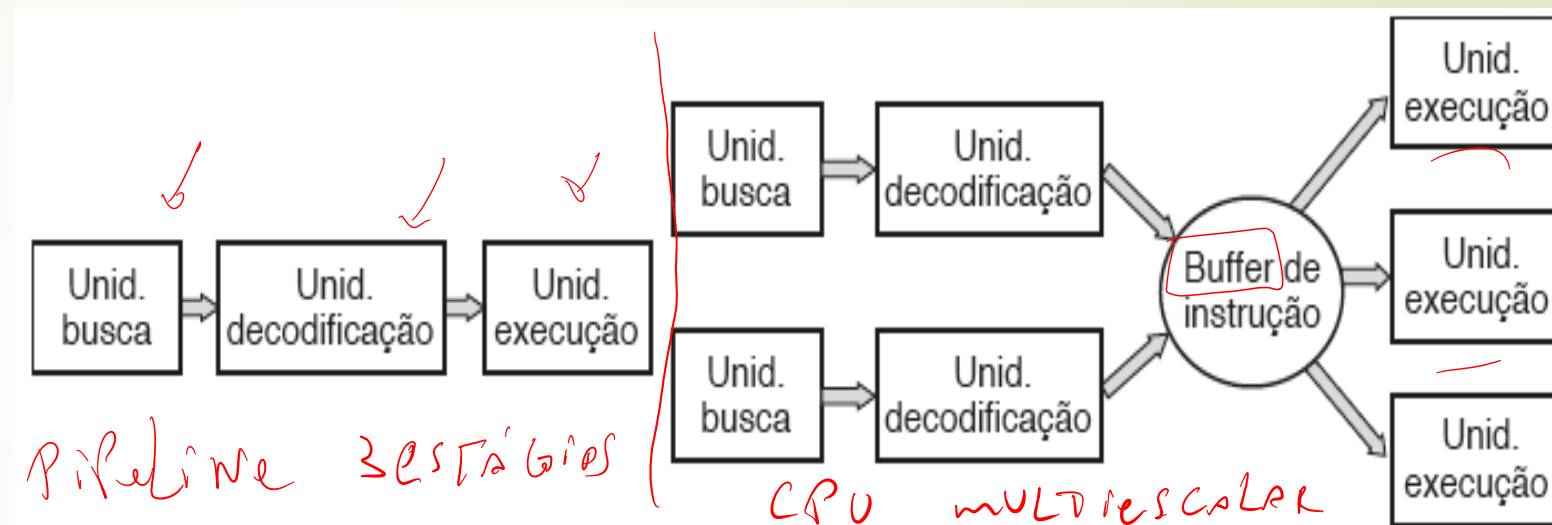 Unid.
busca
Unid.
decodificação
Unid.
execução
PIPeLiNe 3 eSTÁGiOS
Unid.
busca
Unid.
decodificação
Unid.
busca
Unid.
decodificação
Buffer de
instrução
Unid.
execução
Unid.
execução
Unid.
execução
CPU mULTieSCALAR